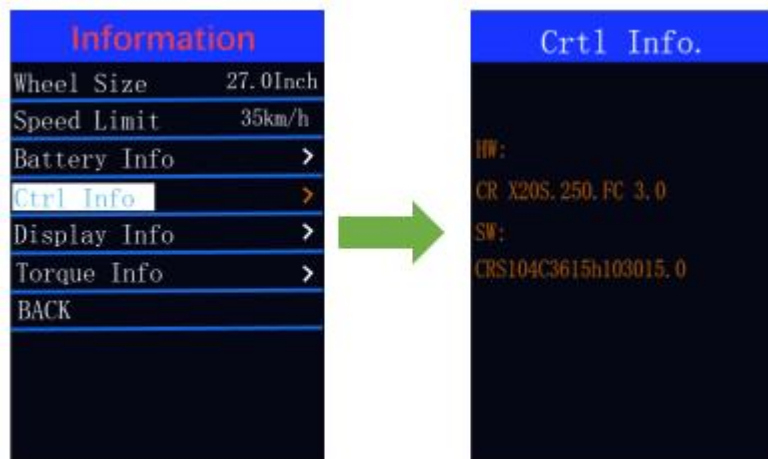 Information
Wheel Size 27.0Inch
Speed Limit 35km/h
Battery Info >
Ctrl Info >
Display Info >
Torque Info >
BACK
Crtl Info.
HW:
CR X20S.250.FC 3.0
SW:
CRS104C3615h103015.0